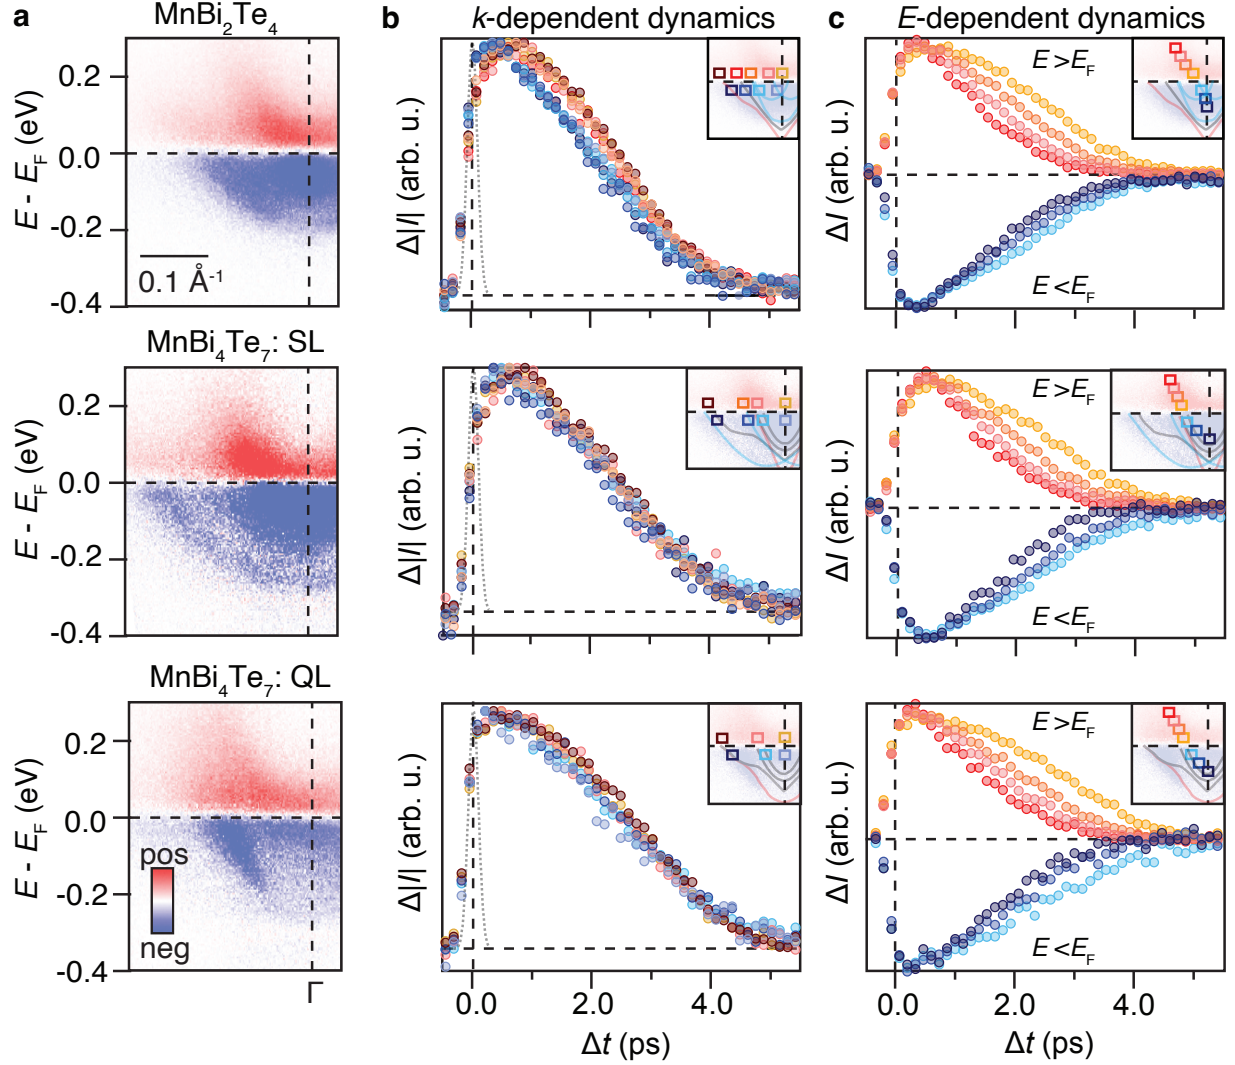 a
MnBi2Te4
b
k-dependent dynamics
c
E-dependent dynamics
E - EF (eV)
0.2
0.0
-0.2
-0.4
0.1 Å-1
Δ|I| (arb. u.)
ΔI (arb. u.)
E >EF
E <EF
MnBi4Te7: SL
E - EF (eV)
0.2
0.0
-0.2
-0.4
Δ|I| (arb. u.)
ΔI (arb. u.)
E >EF
E <EF
MnBi4Te7: QL
E - EF (eV)
0.2
0.0
-0.2
-0.4
pos
neg
Γ
Δ|I| (arb. u.)
0.0 2.0 4.0
Δt (ps)
ΔI (arb. u.)
E >EF
E <EF
0.0 2.0 4.0
Δt (ps)